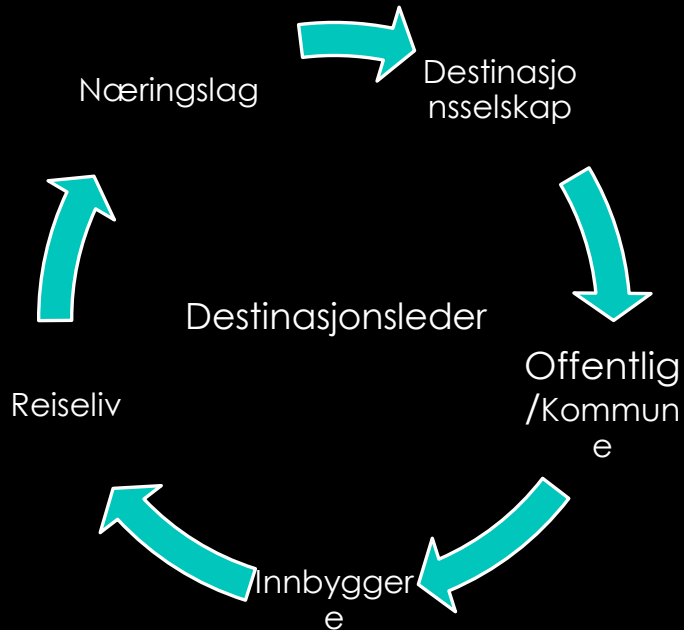 Næringslag
Destinasjo
nsselskap
Destinasjonsleder
Offentlig
/Kommun
e
Reiseliv
Innbygger
e